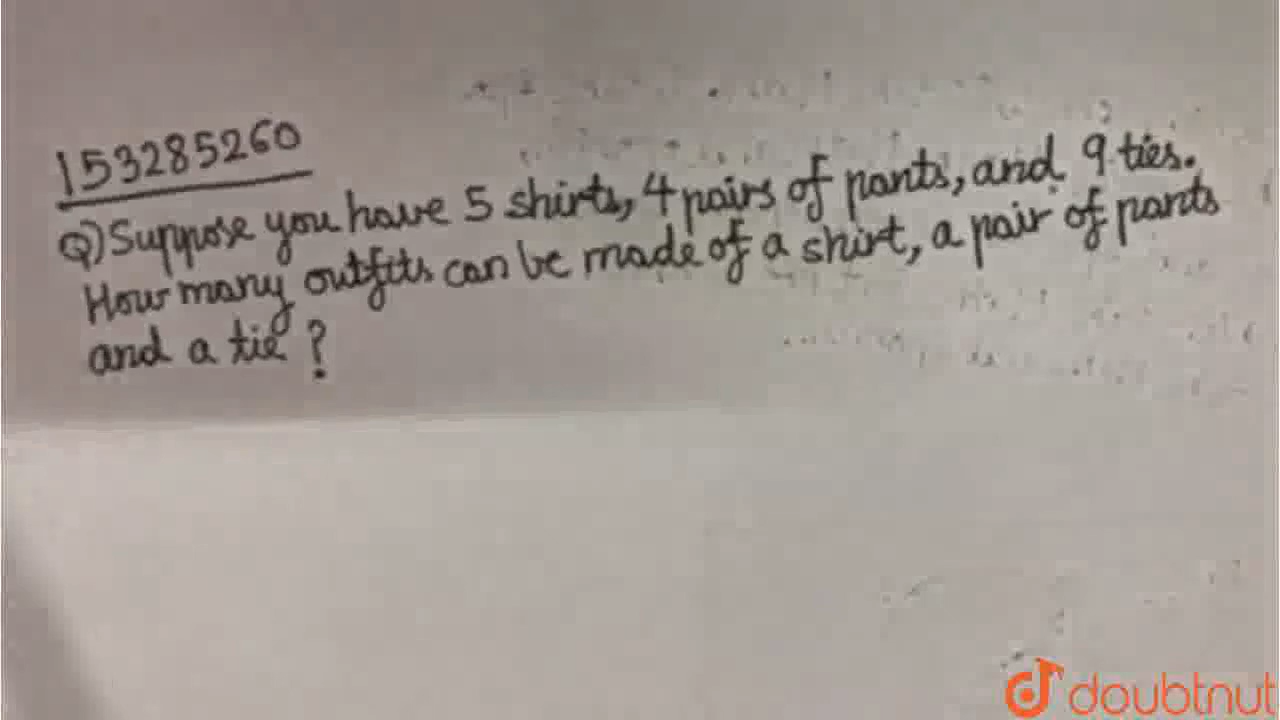 153285260
Q) Suppose you have 5 shirts, 4 pairs of pants, and 9 ties.
How many outfits can be made of a shirt, a pair of pants
and a tie ?
doubtnut